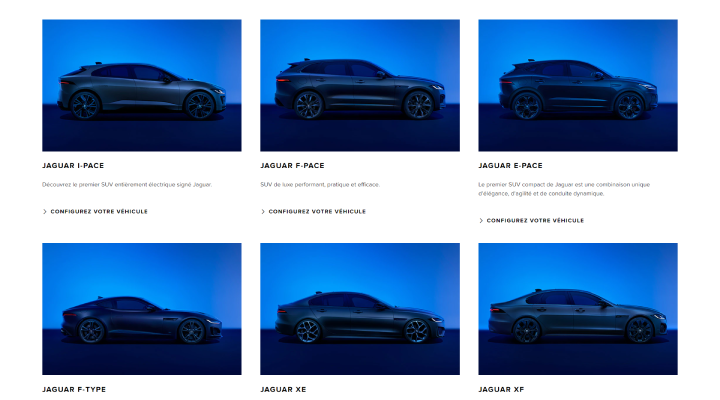 JAGUAR I-PACE
Découvrez le premier SUV entièrement électrique signé Jaguar.
CONFIGUREZ VOTRE VÉHICULE
JAGUAR F-PACE
SUV de luxe performant, pratique et efficace.
CONFIGUREZ VOTRE VÉHICULE
JAGUAR E-PACE
Le premier SUV compact de Jaguar est une combinaison unique
d'élégance, d'agilité et de conduite dynamique.
CONFIGUREZ VOTRE VÉHICULE
JAGUAR F-TYPE
JAGUAR XE
JAGUAR XF